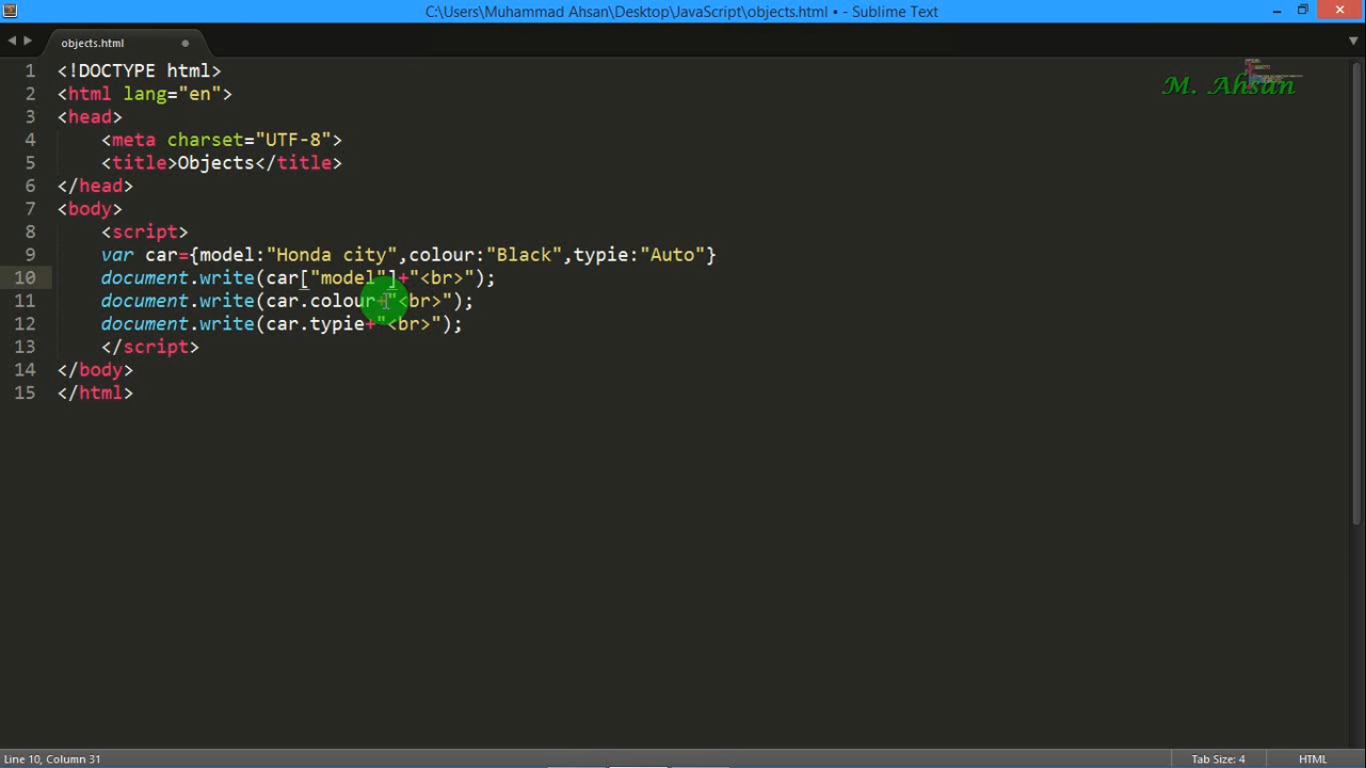 C:\Users\Muhammad Ahsan\Desktop\JavaScript\objects.html • - Sublime Text
objects.html
M. Ahsan
1 <!DOCTYPE html>
2 <html lang="en">
3 <head>
4 <meta charset="UTF-8">
5 <title>Objects</title>
6 </head>
7 <body>
8 <script>
9 var car={model:"Honda city",colour:"Black",typie:"Auto"}
10 document.write(car["model"]+"<br>");
11 document.write(car.colour+"<br>");
12 document.write(car.typie+"<br>");
13 </script>
14 </body>
15 </html>
Line 10, Column 31
Tab Size: 4
HTML